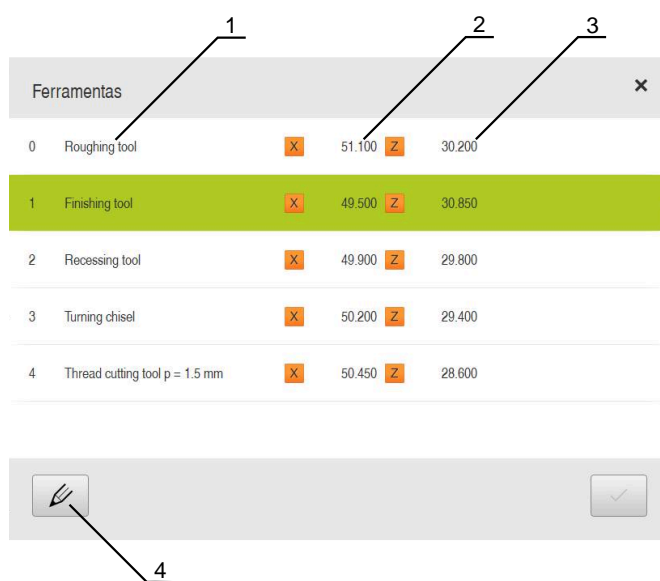 1 2 3
Ferramentas ×
0 Roughing tool X 51.100 Z 30.200
1 Finishing tool X 49.500 Z 30.850
2 Recessing tool X 49.900 Z 29.800
3 Turning chisel X 50.200 Z 29.400
4 Thread cutting tool p = 1.5 mm X 50.450 Z 28.600
4